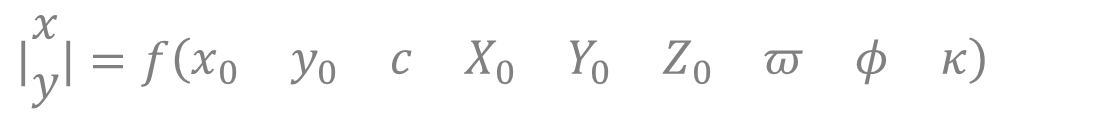 |x y| = f(x₀ y₀ c X₀ Y₀ Z₀ ϖ ϕ κ)